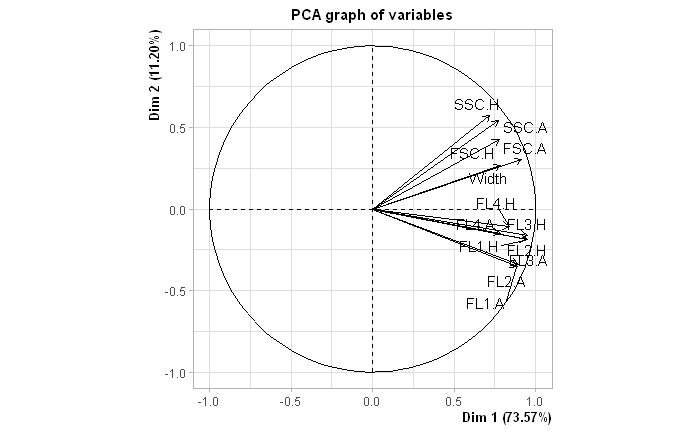 PCA graph of variables
Dim 2 (11.20%)
1.0
0.5
0.0
-0.5
-1.0
SSC.H
SSC.A
FSC.A
FSC.H
Width
FL4.H
FL4.A
FL3.H
FL1.H
FL2.H
FL3.A
FL2.A
FL1.A
-1.0
-0.5
0.0
0.5
1.0
Dim 1 (73.57%)